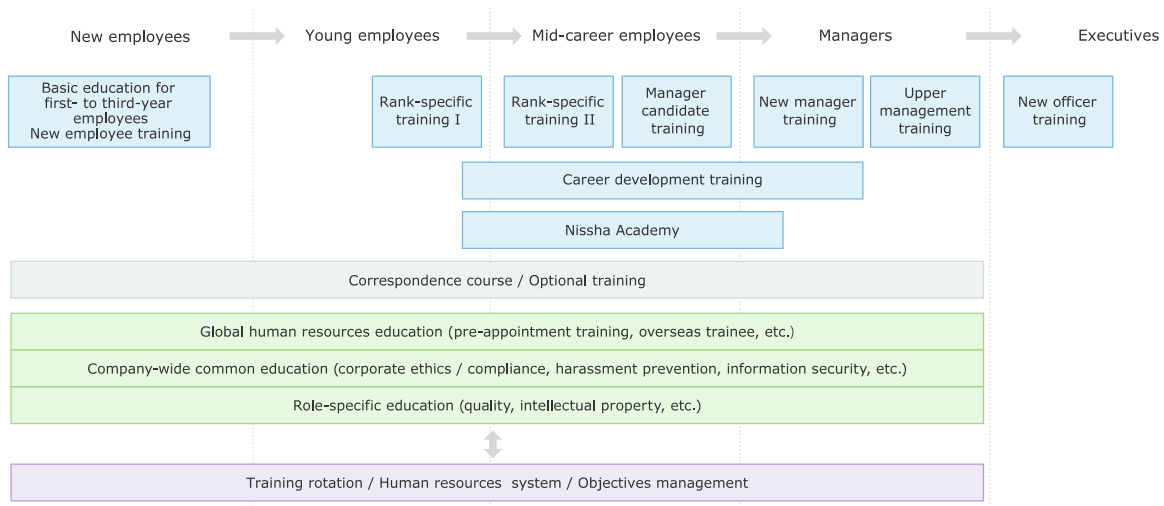 New employees
Young employees
Mid-career employees
Managers
Executives
Basic education for
first- to third-year
employees
New employee training
Rank-specific
training I
Rank-specific
training II
Manager
candidate
training
New manager
training
Upper
management
training
New officer
training
Career development training
Nissha Academy
Correspondence course / Optional training
Global human resources education (pre-appointment training, overseas trainee, etc.)
Company-wide common education (corporate ethics / compliance, harassment prevention, information security, etc.)
Role-specific education (quality, intellectual property, etc.)
Training rotation / Human resources system / Objectives management